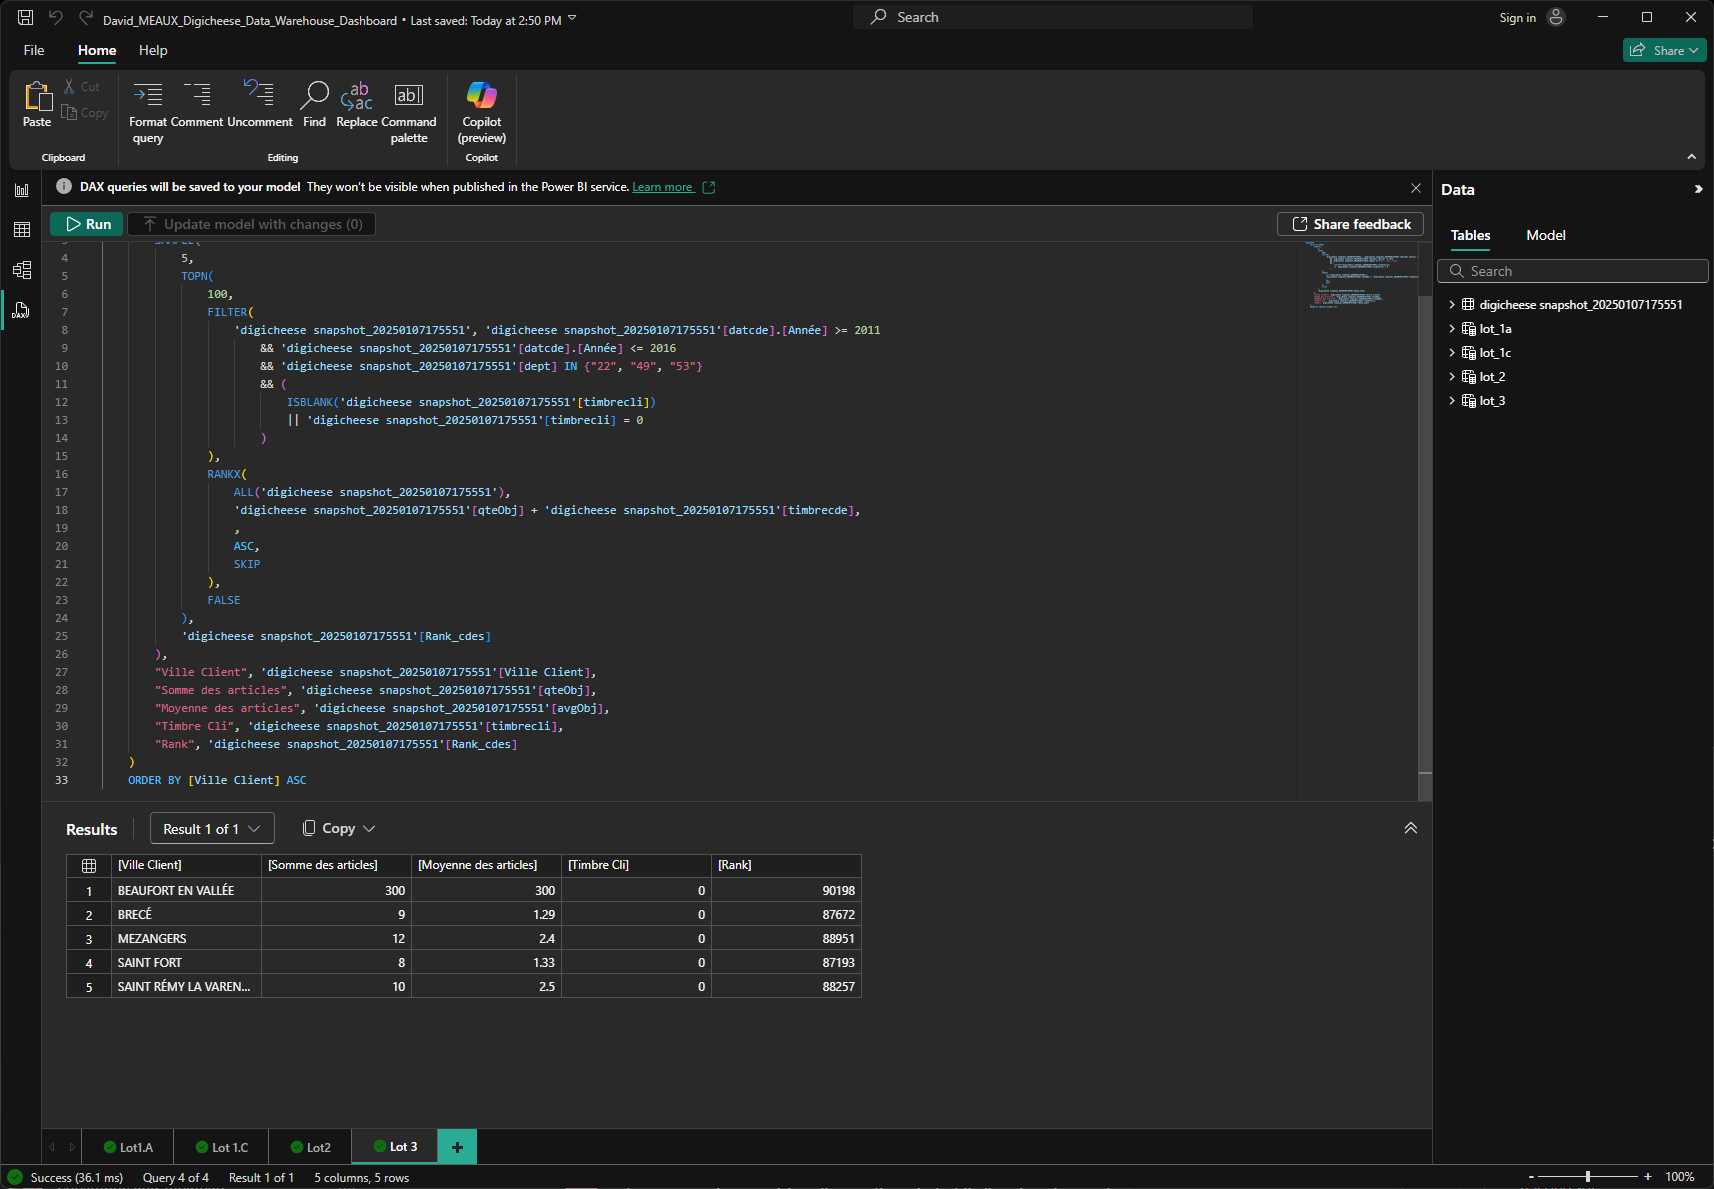 David_MEAUX_Digicheese_Data_Warehouse_Dashboard • Last saved: Today at 2:50 PM
Search
Sign in
File
Home
Help
Share
Paste
Cut
Copy
Format query
Comment
Uncomment
Find
Replace
Command palette
Copilot (preview)
Clipboard
Editing
Copilot
DAX queries will be saved to your model They won't be visible when published in the Power BI service. Learn more
Run
Update model with changes (0)
Share feedback
4 5,
5 TOPN(
6 100,
7 FILTER(
8 'digicheese snapshot_20250107175551', 'digicheese snapshot_20250107175551'[datcde].[Année] >= 2011
9 && 'digicheese snapshot_20250107175551'[datcde].[Année] <= 2016
10 && 'digicheese snapshot_20250107175551'[dept] IN {"22", "49", "53"}
11 && (
12 ISBLANK('digicheese snapshot_20250107175551'[timbrecli])
13 || 'digicheese snapshot_20250107175551'[timbrecli] = 0
14 )
15 ),
16 RANKX(
17 ALL('digicheese snapshot_20250107175551'),
18 'digicheese snapshot_20250107175551'[qteObj] + 'digicheese snapshot_20250107175551'[timbrecde],
19 ,
20 ASC,
21 SKIP
22 ),
23 FALSE
24 ),
25 'digicheese snapshot_20250107175551'[Rank_cdes]
26 ),
27 "Ville Client", 'digicheese snapshot_20250107175551'[Ville Client],
28 "Somme des articles", 'digicheese snapshot_20250107175551'[qteObj],
29 "Moyenne des articles", 'digicheese snapshot_20250107175551'[avgObj],
30 "Timbre Cli", 'digicheese snapshot_20250107175551'[timbrecli],
31 "Rank", 'digicheese snapshot_20250107175551'[Rank_cdes]
32 )
33 ORDER BY [Ville Client] ASC
Data
Tables
Model
Search
digicheese snapshot_20250107175551
lot_1a
lot_1c
lot_2
lot_3
Results
Result 1 of 1
Copy
[Ville Client] [Somme des articles] [Moyenne des articles] [Timbre Cli] [Rank]
1 BEAUFORT EN VALLÉE 300 300 0 90198
2 BRECÉ 9 1.29 0 87672
3 MEZANGERS 12 2.4 0 88951
4 SAINT FORT 8 1.33 0 87193
5 SAINT RÉMY LA VAREN... 10 2.5 0 88257
Lot1.A
Lot 1.C
Lot2
Lot 3
+
Success (36.1 ms) Query 4 of 4 Result 1 of 1 5 columns, 5 rows
- + 100%